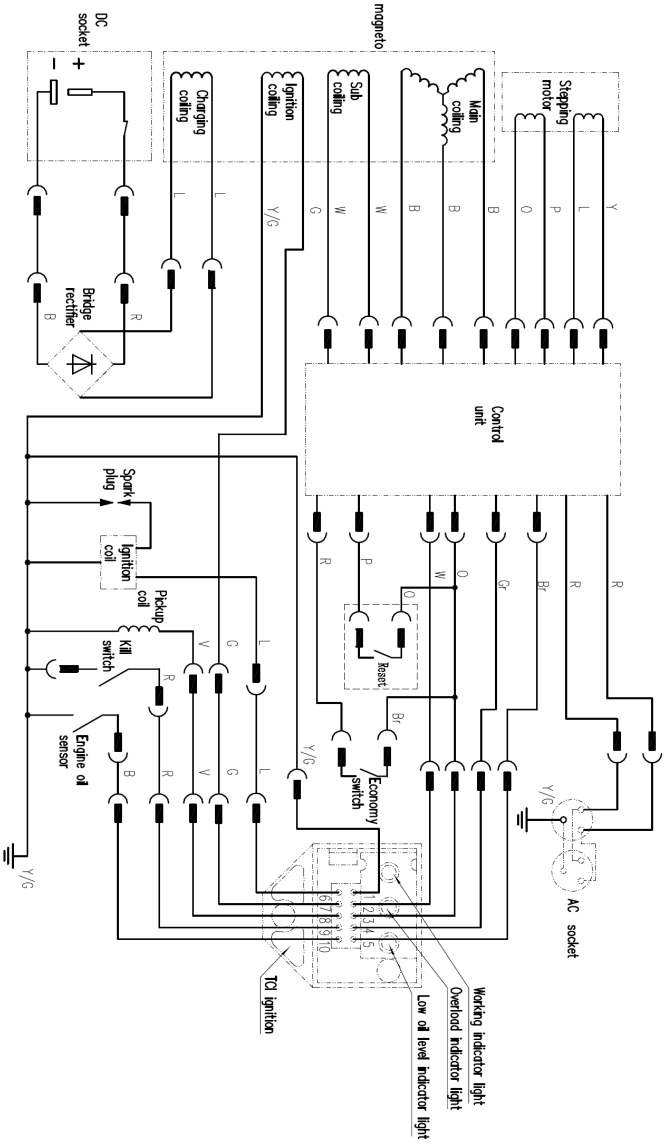 magneto
DC
socket
- +
Charging
coiling
Ignition
coiling
Sub
coiling
Main
coiling
Stepping
motor
L
L
Y/G
G
W
W
B
B
B
O
P
L
Y
B
R
Bridge
rectifier
Control
unit
Spark
plug
Ignition
coil
Pickup
coil
Kill
switch
Engine oil
sensor
R
P
W
O
Gr
Br
R
R
O
Reset
Br
Economy
switch
V
G
L
R
Y/G
B
R
V
G
L
Y/G
Y/G
AC socket
1
2
3
4
5
6
7
8
9
10
TCI ignition
Working indicator light
Overload indicator light
Low oil level indicator light